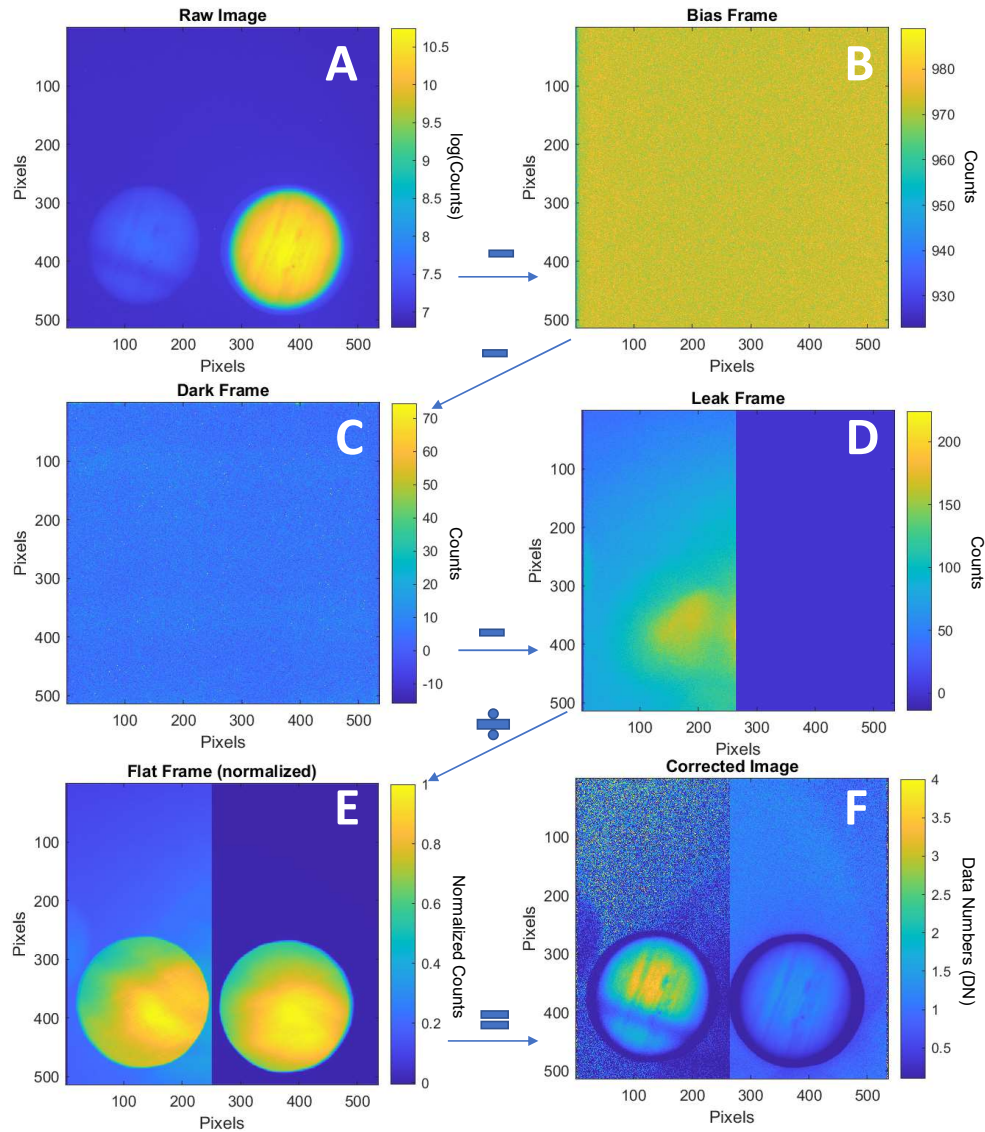 Raw Image
A
100
200
300
400
500
Pixels
100 200 300 400 500
Pixels
10.5
10
9.5
9
8.5
8
7.5
7
log(Counts)
Bias Frame
B
100
200
300
400
500
Pixels
100 200 300 400 500
Pixels
980
970
960
950
940
930
Counts
Dark Frame
C
100
200
300
400
500
Pixels
100 200 300 400 500
Pixels
70
60
50
40
30
20
10
0
-10
Counts
Leak Frame
D
100
200
300
400
500
Pixels
100 200 300 400 500
Pixels
200
150
100
50
0
Counts
Flat Frame (normalized)
E
100
200
300
400
500
Pixels
100 200 300 400 500
Pixels
1
0.8
0.6
0.4
0.2
0
Normalized Counts
Corrected Image
F
100
200
300
400
500
Pixels
100 200 300 400 500
Pixels
4
3.5
3
2.5
2
1.5
1
0.5
Data Numbers (DN)